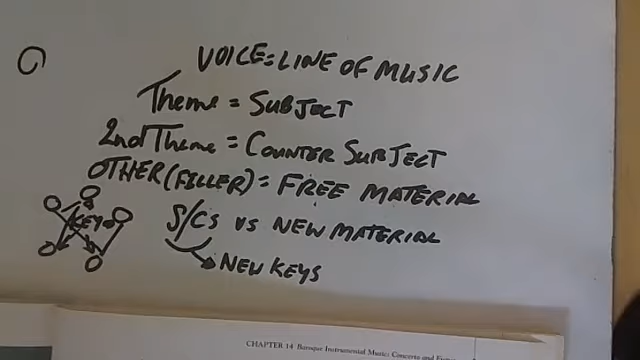 VOICE = LINE OF MUSIC
Theme = SUBJECT
2nd Theme = COUNTER SUBJECT
OTHER (FILLER) = FREE MATERIAL
KEY
S/CS VS NEW MATERIAL
NEW KEYS
CHAPTER 14 Baroque Instrumental Music: Concerto and